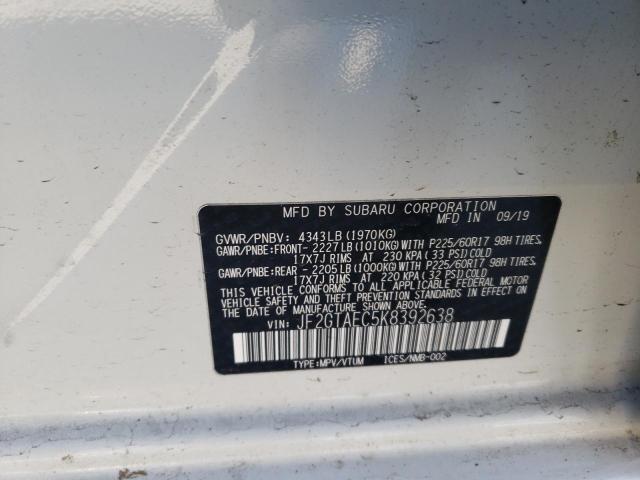 MFD BY SUBARU CORPORATION
MFD IN 09/19
GVWR/PNBV: 4343LB(1970KG)
GAWR/PNBE:FRONT- 2227LB(1010KG)WITH P225/60R17 98H TIRES,
17X7J RIMS AT 230 KPA(33 PSI)COLD
GAWR/PNBE:REAR - 2205LB(1000KG)WITH P225/60R17 98H TIRES,
17X7J RIMS AT 220 KPA(32 PSI)COLD
THIS VEHICLE CONFORMS TO ALL APPLICABLE FEDERAL MOTOR
VEHICLE SAFETY AND THEFT PREVENTION STANDARDS IN EFFECT ON
THE DATE OF MANUFACTURE SHOWN ABOVE.
VIN: JF2GTAEC5K8392638
TYPE:MPV/VTUM ICES/NMB-002